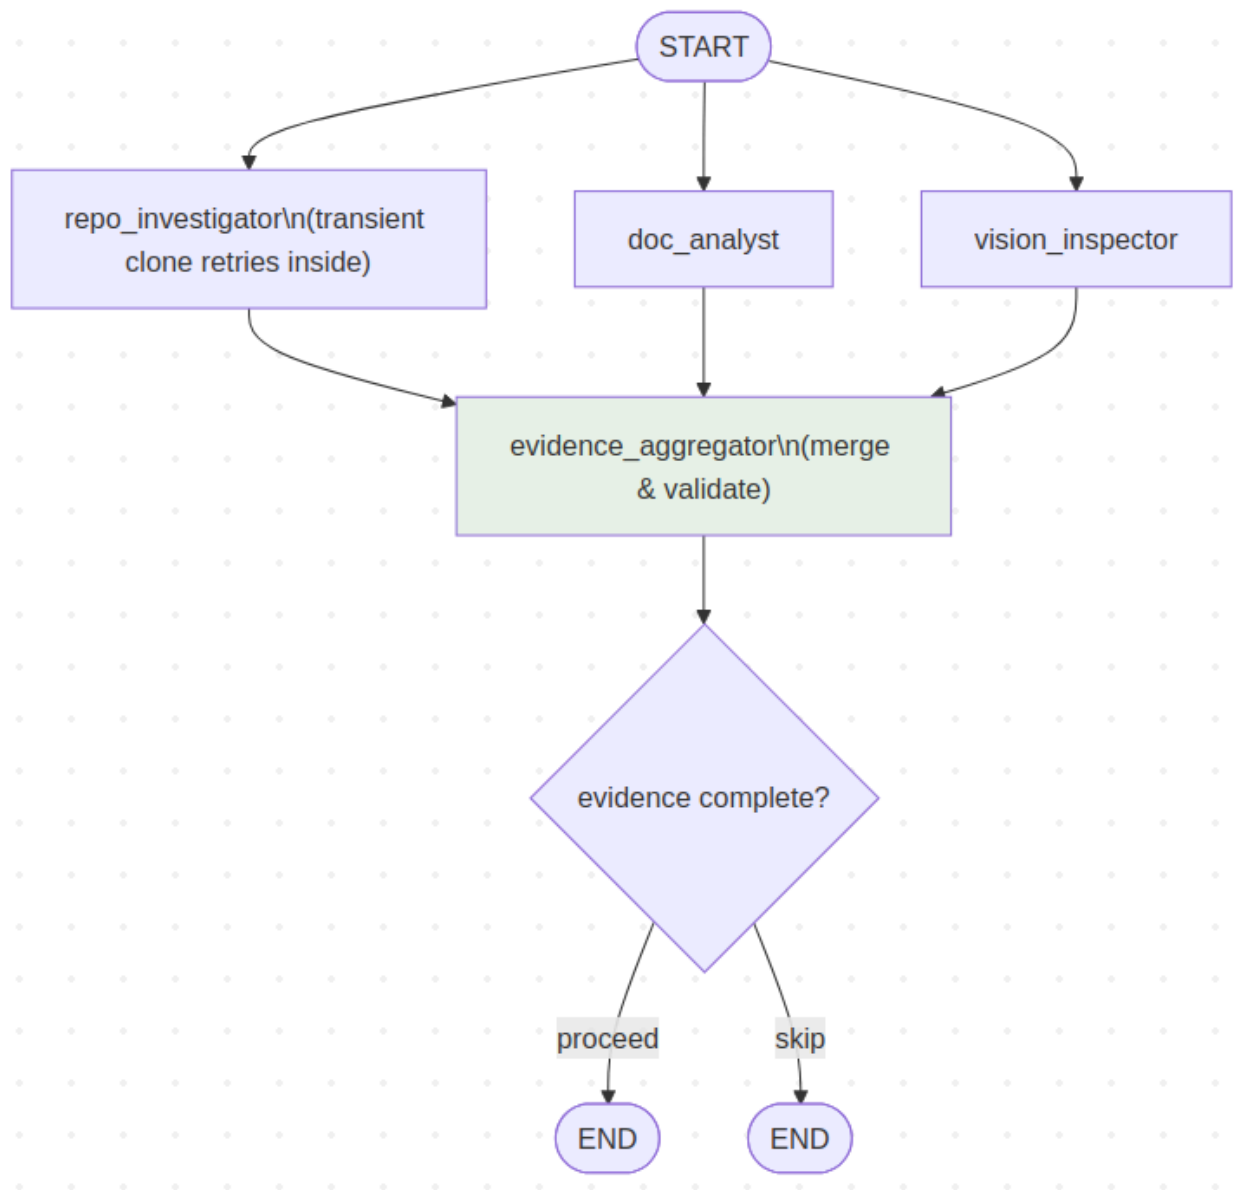 START
repo_investigator\n(transient
clone retries inside)
doc_analyst
vision_inspector
evidence_aggregator\n(merge
& validate)
evidence complete?
proceed
skip
END
END